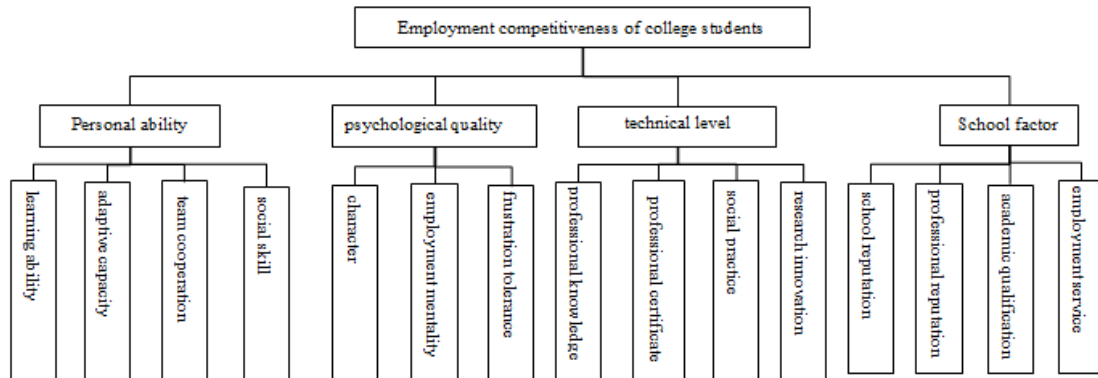 Employment competitiveness of college students
Personal ability
psychological quality
technical level
School factor
learning ability
adaptive capacity
team cooperation
social skill
character
employment mentality
frustration tolerance
professional knowledge
professional certificate
social practice
research innovation
school reputation
professional reputation
academic qualification
employment service